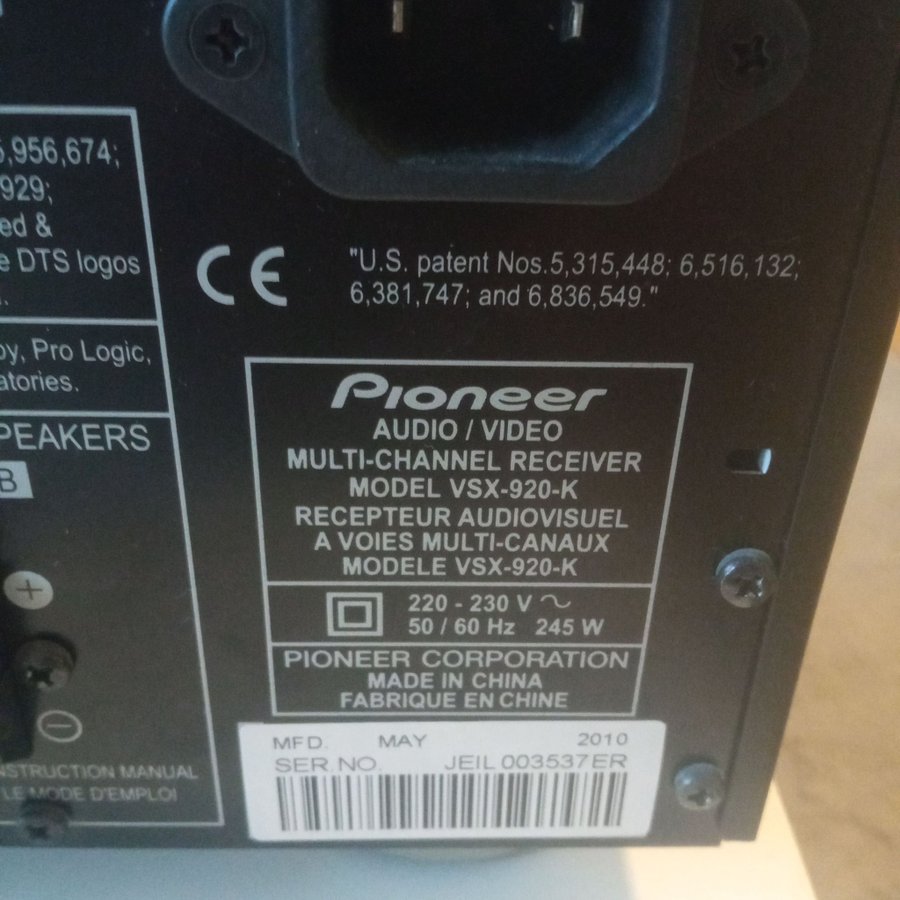 5,956,674;
929;
ed &
e DTS logos
by, Pro Logic,
atories.
PEAKERS
B
+
−
NSTRUCTION MANUAL
LE MODE D'EMPLOI
CE
"U.S. patent Nos.5,315,448; 6,516,132;
6,381,747; and 6,836,549."
Pioneer
AUDIO / VIDEO
MULTI-CHANNEL RECEIVER
MODEL VSX-920-K
RECEPTEUR AUDIOVISUEL
A VOIES MULTI-CANAUX
MODELE VSX-920-K
220 - 230 V ~
50 / 60 Hz 245 W
PIONEER CORPORATION
MADE IN CHINA
FABRIQUE EN CHINE
MFD. MAY 2010
SER.NO. JEIL003537ER